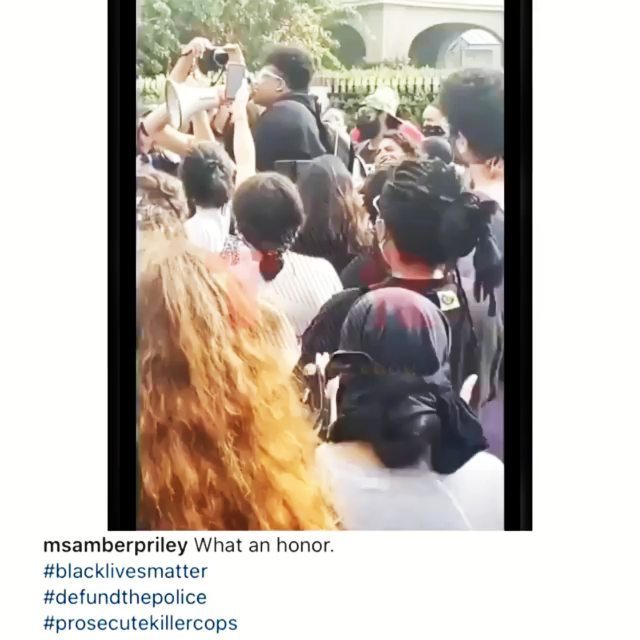 msamberpriley What an honor.
#blacklivesmatter
#defundthepolice
#prosecutekillercops